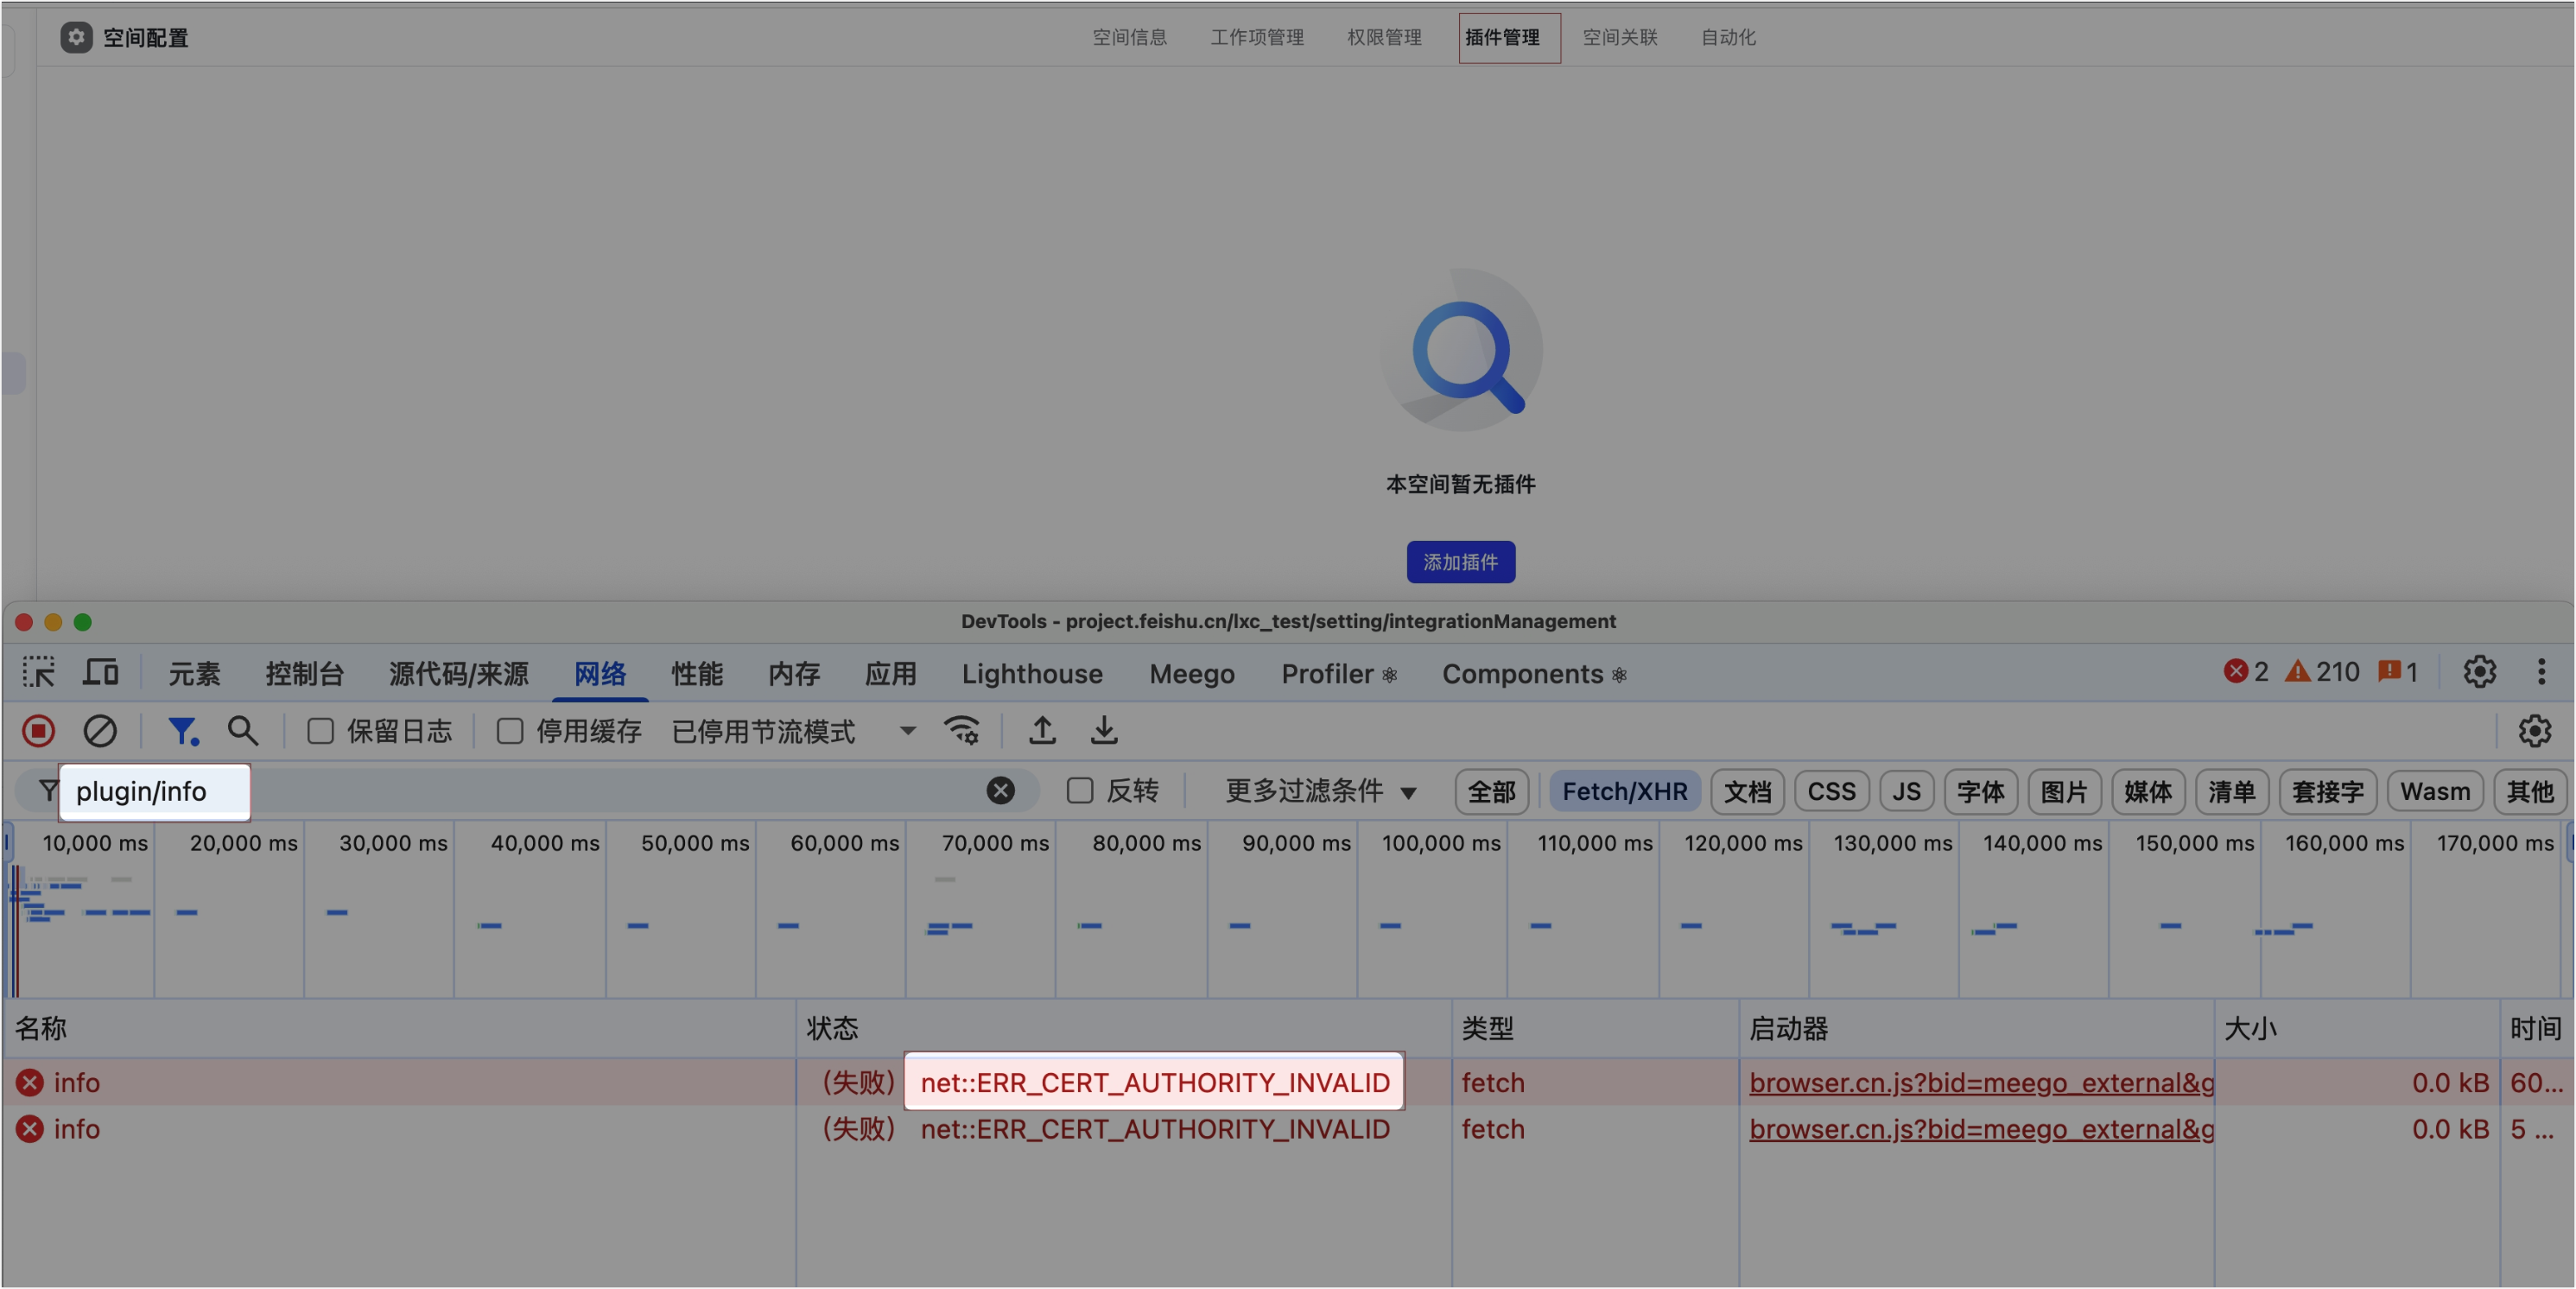 空间配置
空间信息 工作项管理 权限管理 插件管理 空间关联 自动化
本空间暂无插件
添加插件
DevTools - project.feishu.cn/lxc_test/setting/integrationManagement
元素 控制台 源代码/来源 网络 性能 内存 应用 Lighthouse Meego Profiler Components 2 210 1
保留日志 停用缓存 已停用节流模式
plugin/info 反转 更多过滤条件 全部 Fetch/XHR 文档 CSS JS 字体 图片 媒体 清单 套接字 Wasm 其他
10,000 ms 20,000 ms 30,000 ms 40,000 ms 50,000 ms 60,000 ms 70,000 ms 80,000 ms 90,000 ms 100,000 ms 110,000 ms 120,000 ms 130,000 ms 140,000 ms 150,000 ms 160,000 ms 170,000 ms
名称 状态 类型 启动器 大小 时间
info （失败） net::ERR_CERT_AUTHORITY_INVALID fetch browser.cn.js?bid=meego_external&g 0.0 kB 60...
info （失败） net::ERR_CERT_AUTHORITY_INVALID fetch browser.cn.js?bid=meego_external&g 0.0 kB 5 ...